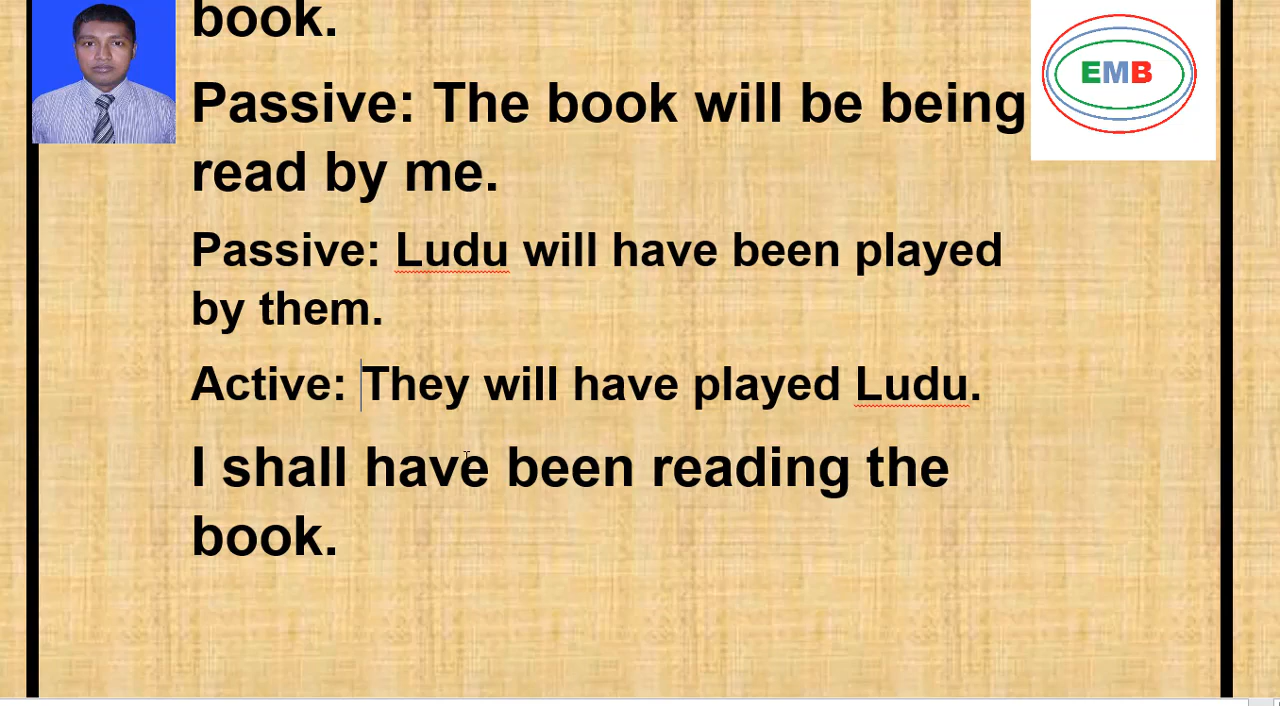 book.
EMB
Passive: The book will be being
read by me.
Passive: Ludu will have been played
by them.
Active: They will have played Ludu.
I shall have been reading the
book.